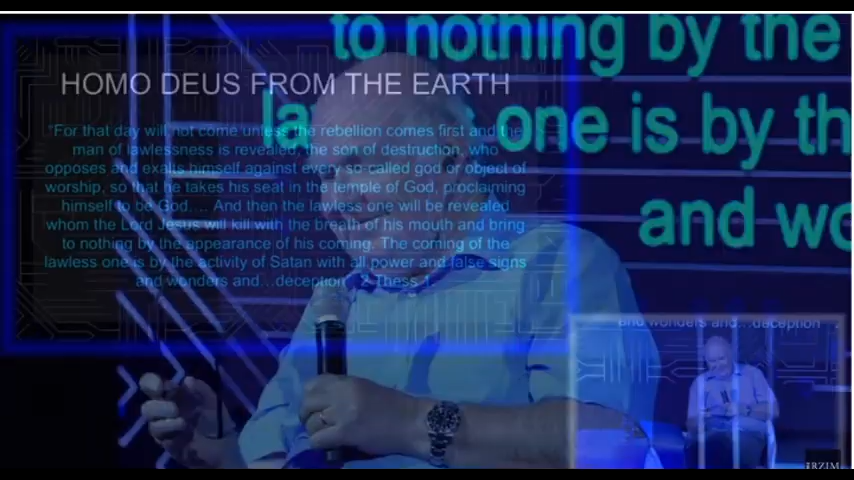 to nothing by the
HOMO DEUS FROM THE EARTH
la one is by th
"For that day will not come unless the rebellion comes first and the
man of lawlessness is revealed, the son of destruction, who
opposes and exalts himself against every so-called god or object of
worship, so that he takes his seat in the temple of God, proclaiming
himself to be God.... And then the lawless one will be revealed
whom the Lord Jesus will kill with the breath of his mouth and bring
to nothing by the appearance of his coming. The coming of the
lawless one is by the activity of Satan with all power and false signs
and wonders and...deception 2 Thess
and wo
and wonders and...deception
RZIM